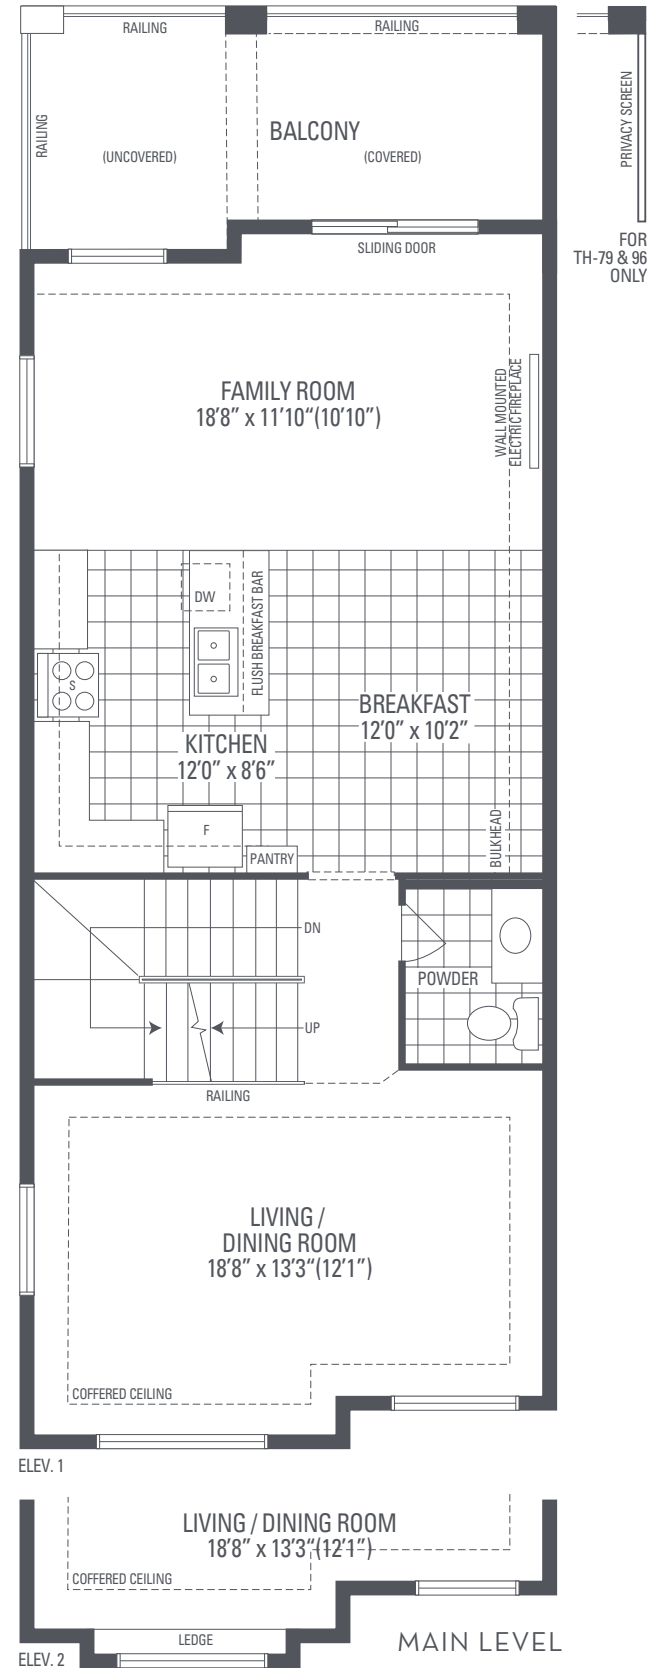 RAILING
RAILING
RAILING
BALCONY
(UNCOVERED)
(COVERED)
PRIVACY SCREEN
FOR
TH-79 & 96
ONLY
SLIDING DOOR
FAMILY ROOM
18'8” x 11'10“(10'10”)
WALL MOUNTED
ELECTRIC FIREPLACE
DW
FLUSH BREAKFAST BAR
S
BREAKFAST
12'0” x 10'2”
KITCHEN
12'0” x 8'6”
F
PANTRY
BULKHEAD
DN
POWDER
UP
RAILING
LIVING /
DINING ROOM
18'8” x 13'3“(12'1”)
COFFERED CEILING
ELEV. 1
LIVING / DINING ROOM
18'8” x 13'3“(12'1”)
COFFERED CEILING
LEDGE
MAIN LEVEL
ELEV. 2